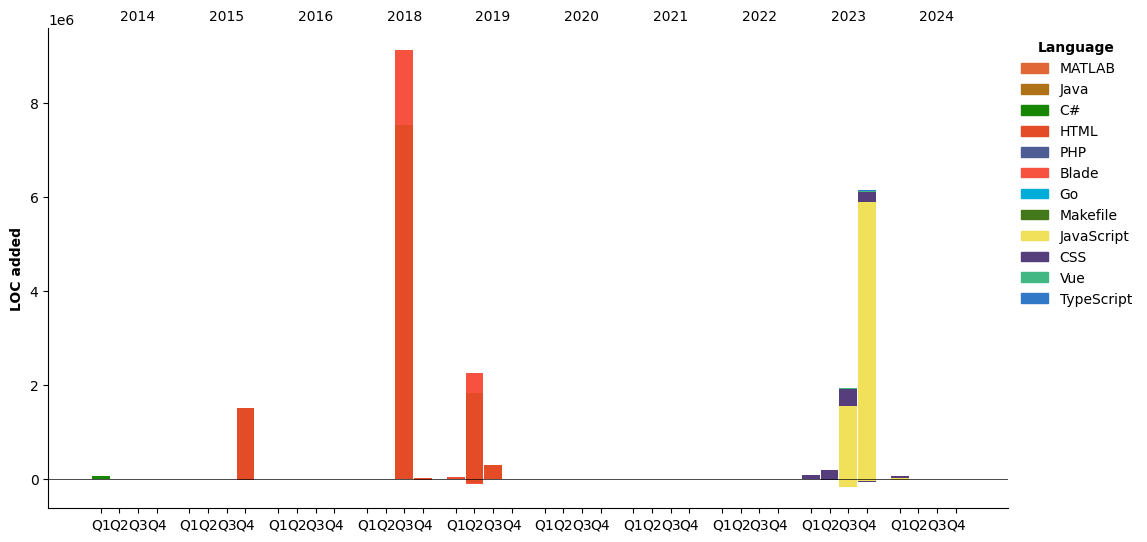 1e6
2014 2015 2016 2018 2019 2020 2021 2022 2023 2024
LOC added
8
6
4
2
0
Q1Q2Q3Q4 Q1Q2Q3Q4 Q1Q2Q3Q4 Q1Q2Q3Q4 Q1Q2Q3Q4 Q1Q2Q3Q4 Q1Q2Q3Q4 Q1Q2Q3Q4 Q1Q2Q3Q4 Q1Q2Q3Q4
Language
MATLAB
Java
C#
HTML
PHP
Blade
Go
Makefile
JavaScript
CSS
Vue
TypeScript